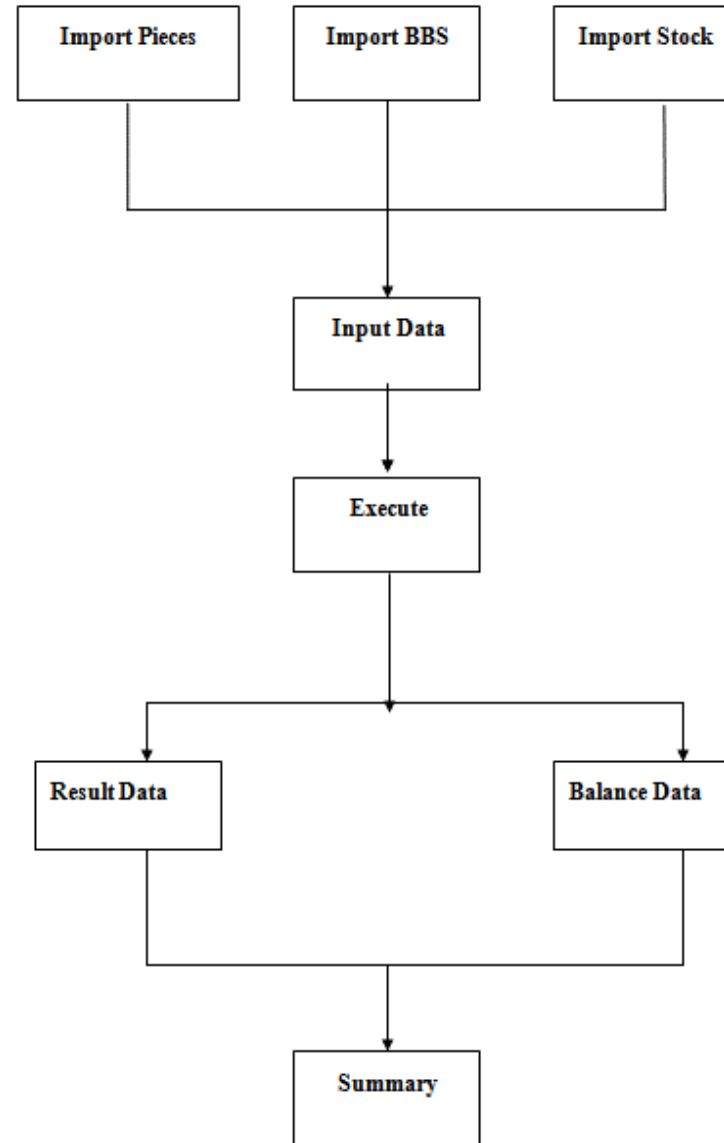 Import Pieces
Import BBS
Import Stock
Input Data
Execute
Result Data
Balance Data
Summary